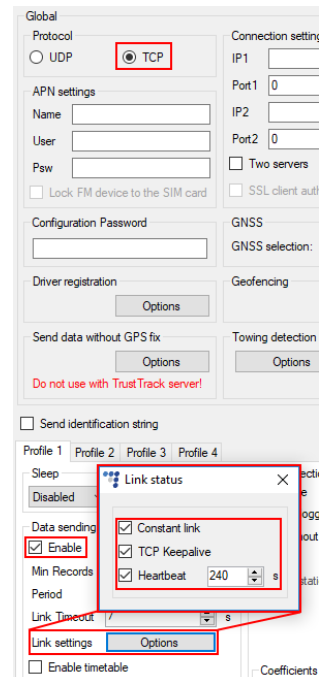 Global
Protocol
UDP
TCP
Connection setting
IP1
Port1 0
IP2
Port2 0
Two servers
SSL client auth
APN settings
Name
User
Psw
Lock FM device to the SIM card
Configuration Password
GNSS
GNSS selection:
Driver registration
Options
Geofencing
Send data without GPS fix
Options
Do not use with TrustTrack server!
Towing detection
Options
Send identification string
Profile 1 Profile 2 Profile 3 Profile 4
Sleep
Disabled
Link status
Constant link
TCP Keepalive
Heartbeat 240 s
Data sending
Enable
Min Records
Period
Link Timeout 7 s
Link settings Options
Enable timetable
Coefficients